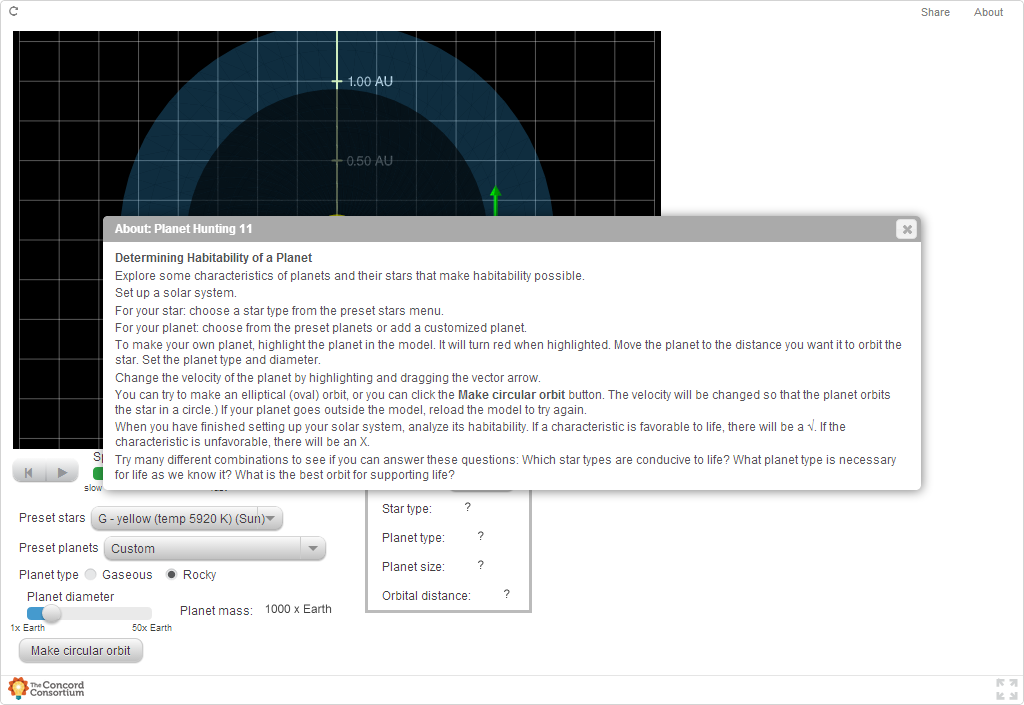 Share About
1.00 AU
0.50 AU
About: Planet Hunting 11
Determining Habitability of a Planet
Explore some characteristics of planets and their stars that make habitability possible.
Set up a solar system.
For your star: choose a star type from the preset stars menu.
For your planet: choose from the preset planets or add a customized planet.
To make your own planet, highlight the planet in the model. It will turn red when highlighted. Move the planet to the distance you want it to orbit the
star. Set the planet type and diameter.
Change the velocity of the planet by highlighting and dragging the vector arrow.
You can try to make an elliptical (oval) orbit, or you can click the Make circular orbit button. The velocity will be changed so that the planet orbits
the star in a circle.) If your planet goes outside the model, reload the model to try again.
When you have finished setting up your solar system, analyze its habitability. If a characteristic is favorable to life, there will be a √. If the
characteristic is unfavorable, there will be an X.
Try many different combinations to see if you can answer these questions: Which star types are conducive to life? What planet type is necessary
for life as we know it? What is the best orbit for supporting life?
slow
Preset stars G - yellow (temp 5920 K) (Sun)
Preset planets Custom
Planet type Gaseous Rocky
Planet diameter
1x Earth 50x Earth
Planet mass: 1000 x Earth
Make circular orbit
Star type: ?
Planet type: ?
Planet size: ?
Orbital distance: ?
The Concord
Consortium